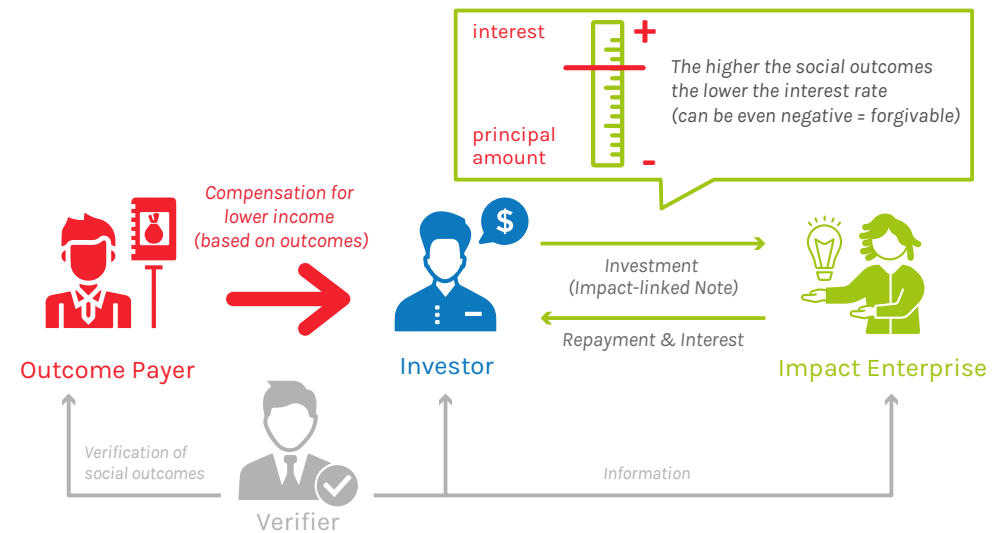 interest
+
The higher the social outcomes
the lower the interest rate
(can be even negative = forgivable)
principal
amount
-
Compensation for
lower income
(based on outcomes)
$
Investment
(Impact-linked Note)
Repayment & Interest
Outcome Payer
Investor
Impact Enterprise
Verification of
social outcomes
Information
Verifier